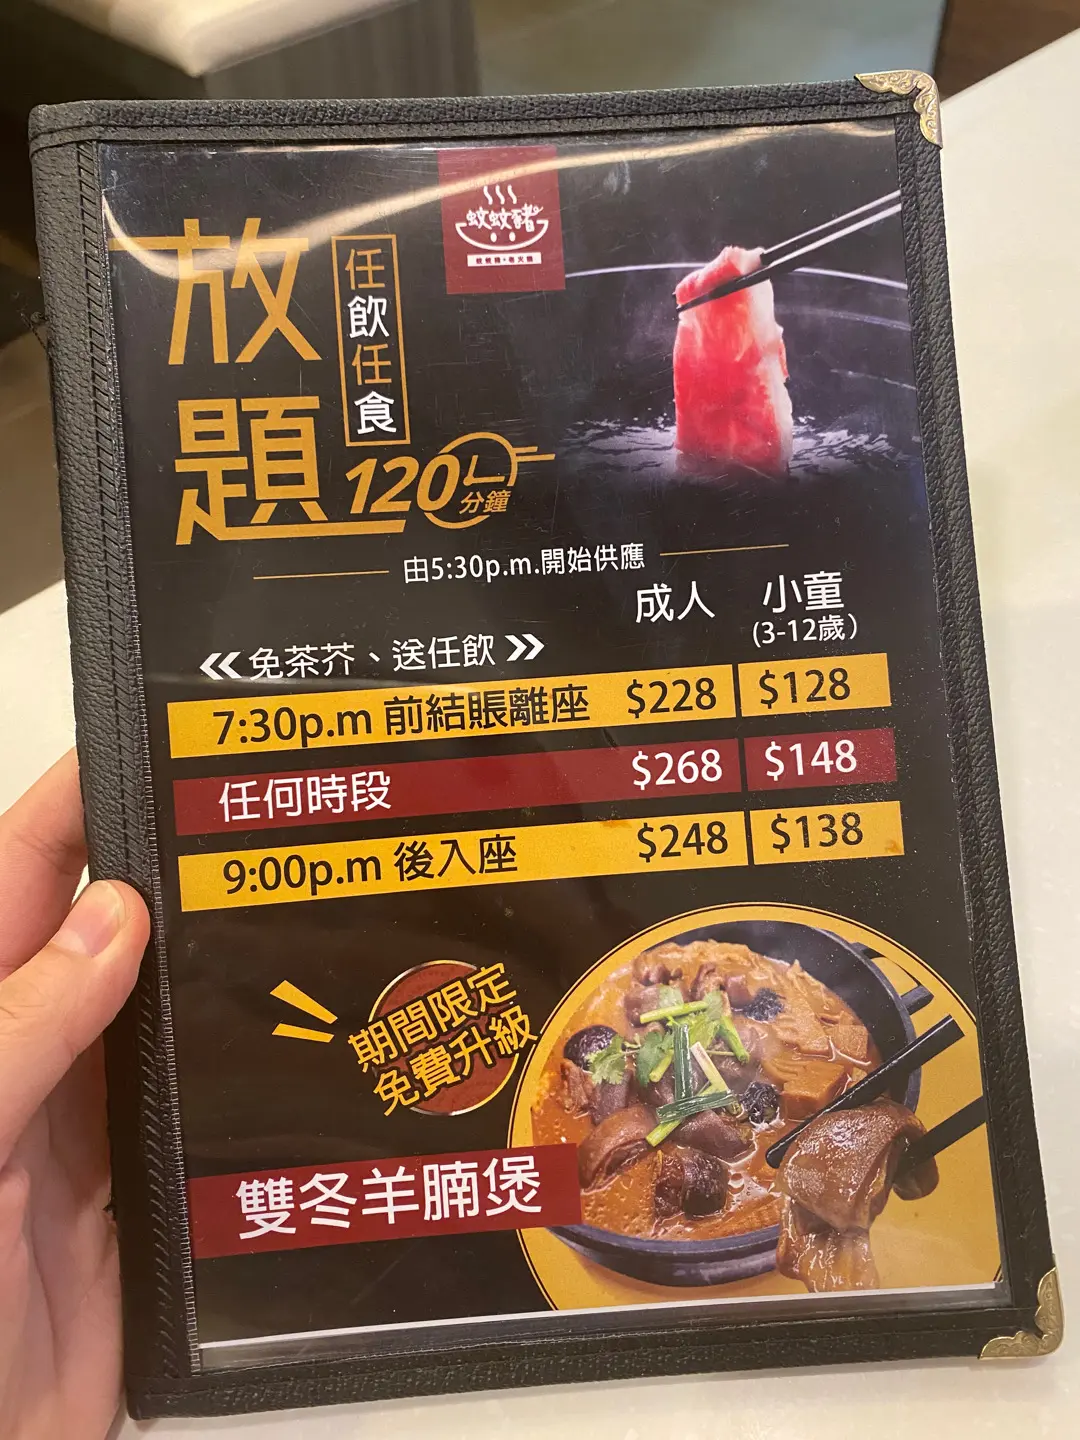 蚊蚊豬
放題
任飲任食
120分鐘
由5:30p.m.開始供應
成人 小童
(3-12歲)
《免茶芥、送任飲》
7:30p.m 前結賬離座 $228 $128
任何時段 $268 $148
9:00p.m 後入座 $248 $138
期間限定
免費升級
雙冬羊腩煲